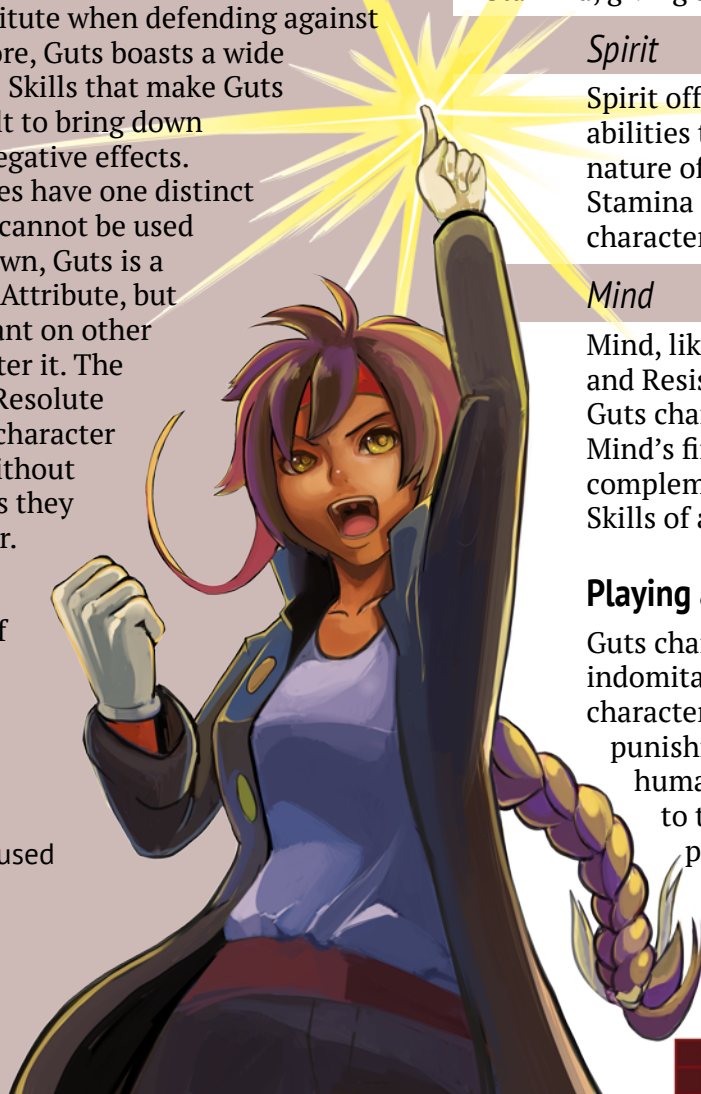 itute when defending against
ore, Guts boasts a wide
Skills that make Guts
lt to bring down
egative effects.
es have one distinct
cannot be used
wn, Guts is a
Attribute, but
ant on other
ter it. The
Resolute
character
ithout
s they
r.
f
used
Spirit
Spirit off
abilities t
nature of
Stamina
character
Mind
Mind, lik
and Resis
Guts char
Mind's fi
complem
Skills of a
Playing
Guts char
indomita
character
punishi
huma
to t
p